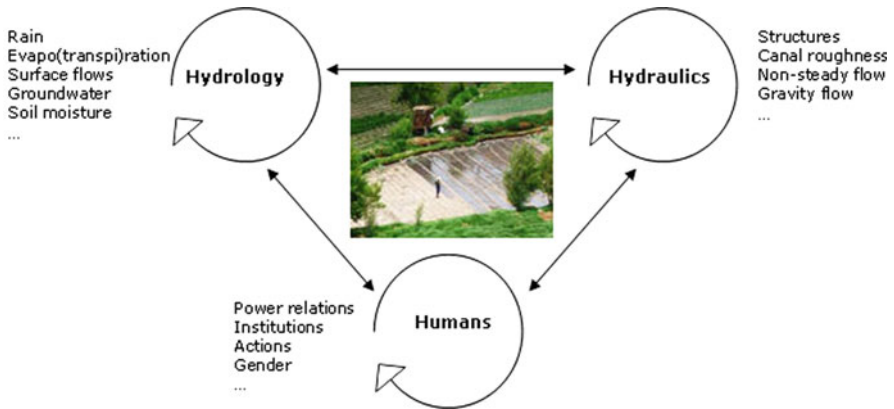 Rain
Evapo(transpi)ration
Surface flows
Groundwater
Soil moisture
...
Hydrology
Hydraulics
Structures
Canal roughness
Non-steady flow
Gravity flow
...
Power relations
Institutions
Actions
Gender
...
Humans